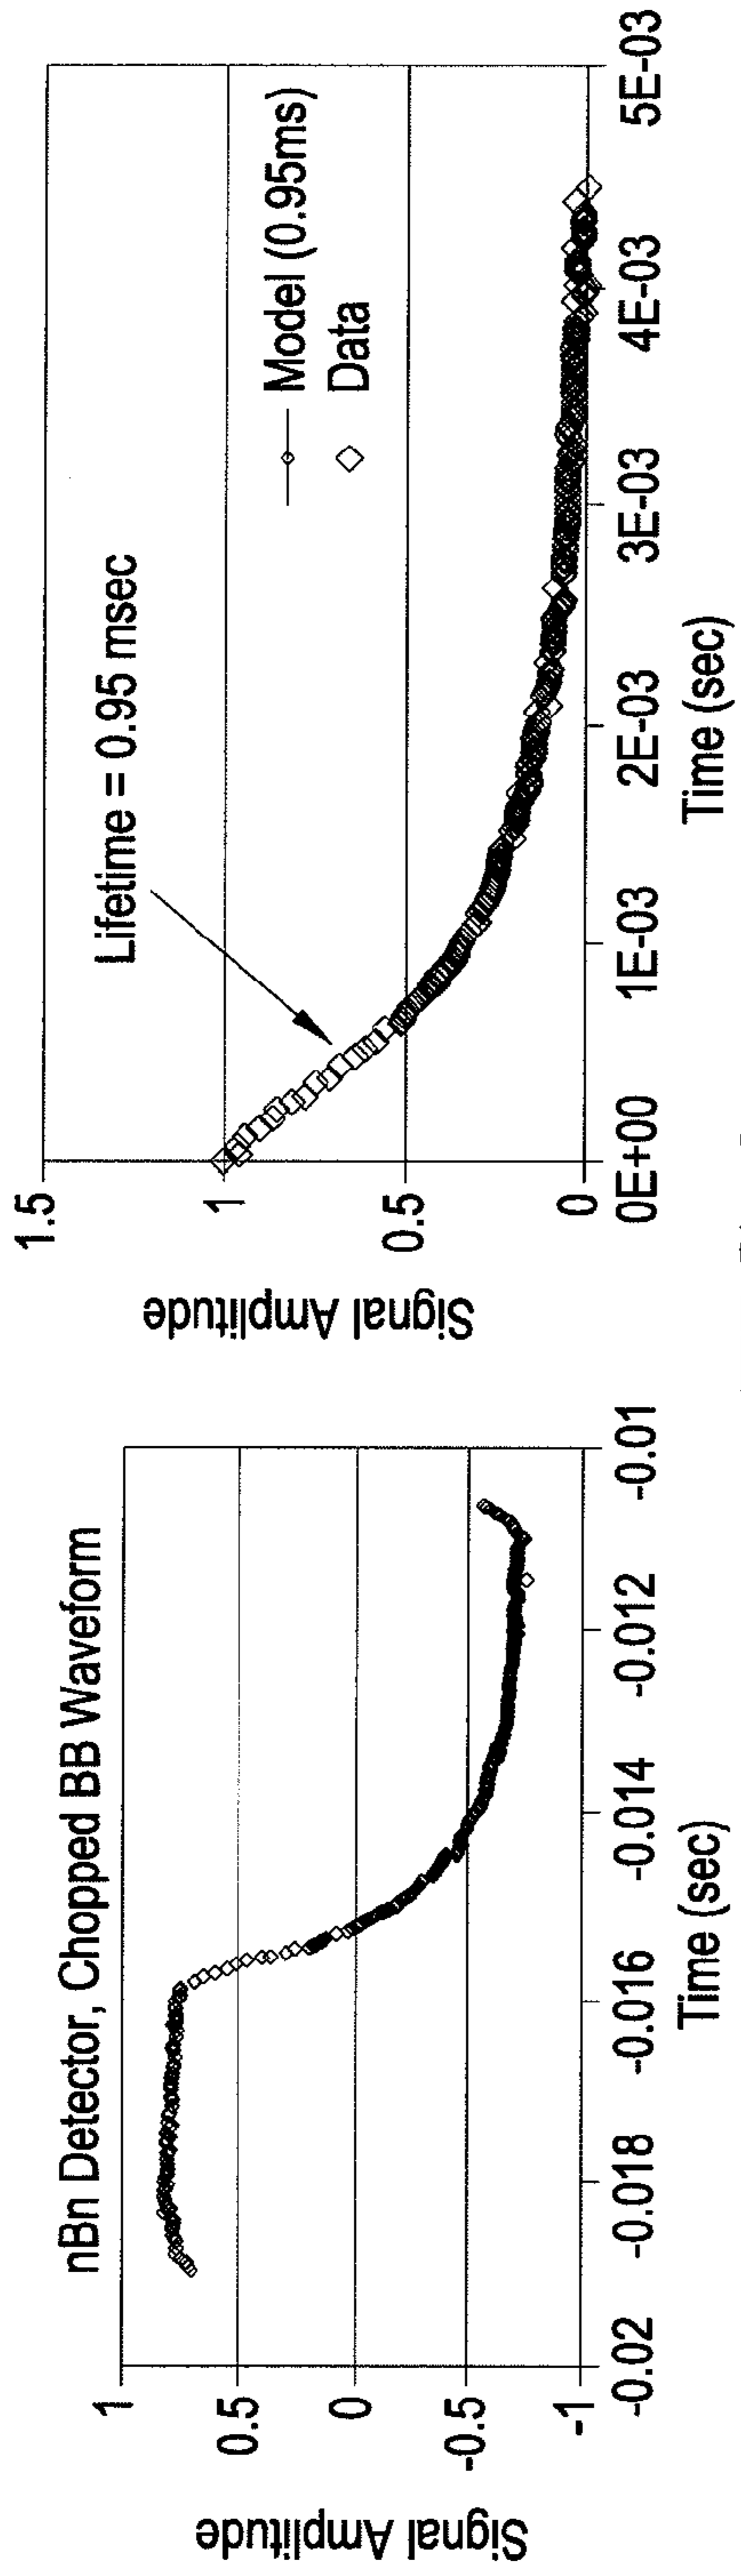 nBn Detector, Chopped BB Waveform
Signal Amplitude
1
0.5
0
-0.5
-1
-0.02
-0.018
-0.016
-0.014
-0.012
-0.01
Time (sec)
Signal Amplitude
1.5
1
0.5
0
Lifetime = 0.95 msec
Model (0.95ms)
Data
0E+00
1E-03
2E-03
3E-03
4E-03
5E-03
Time (sec)